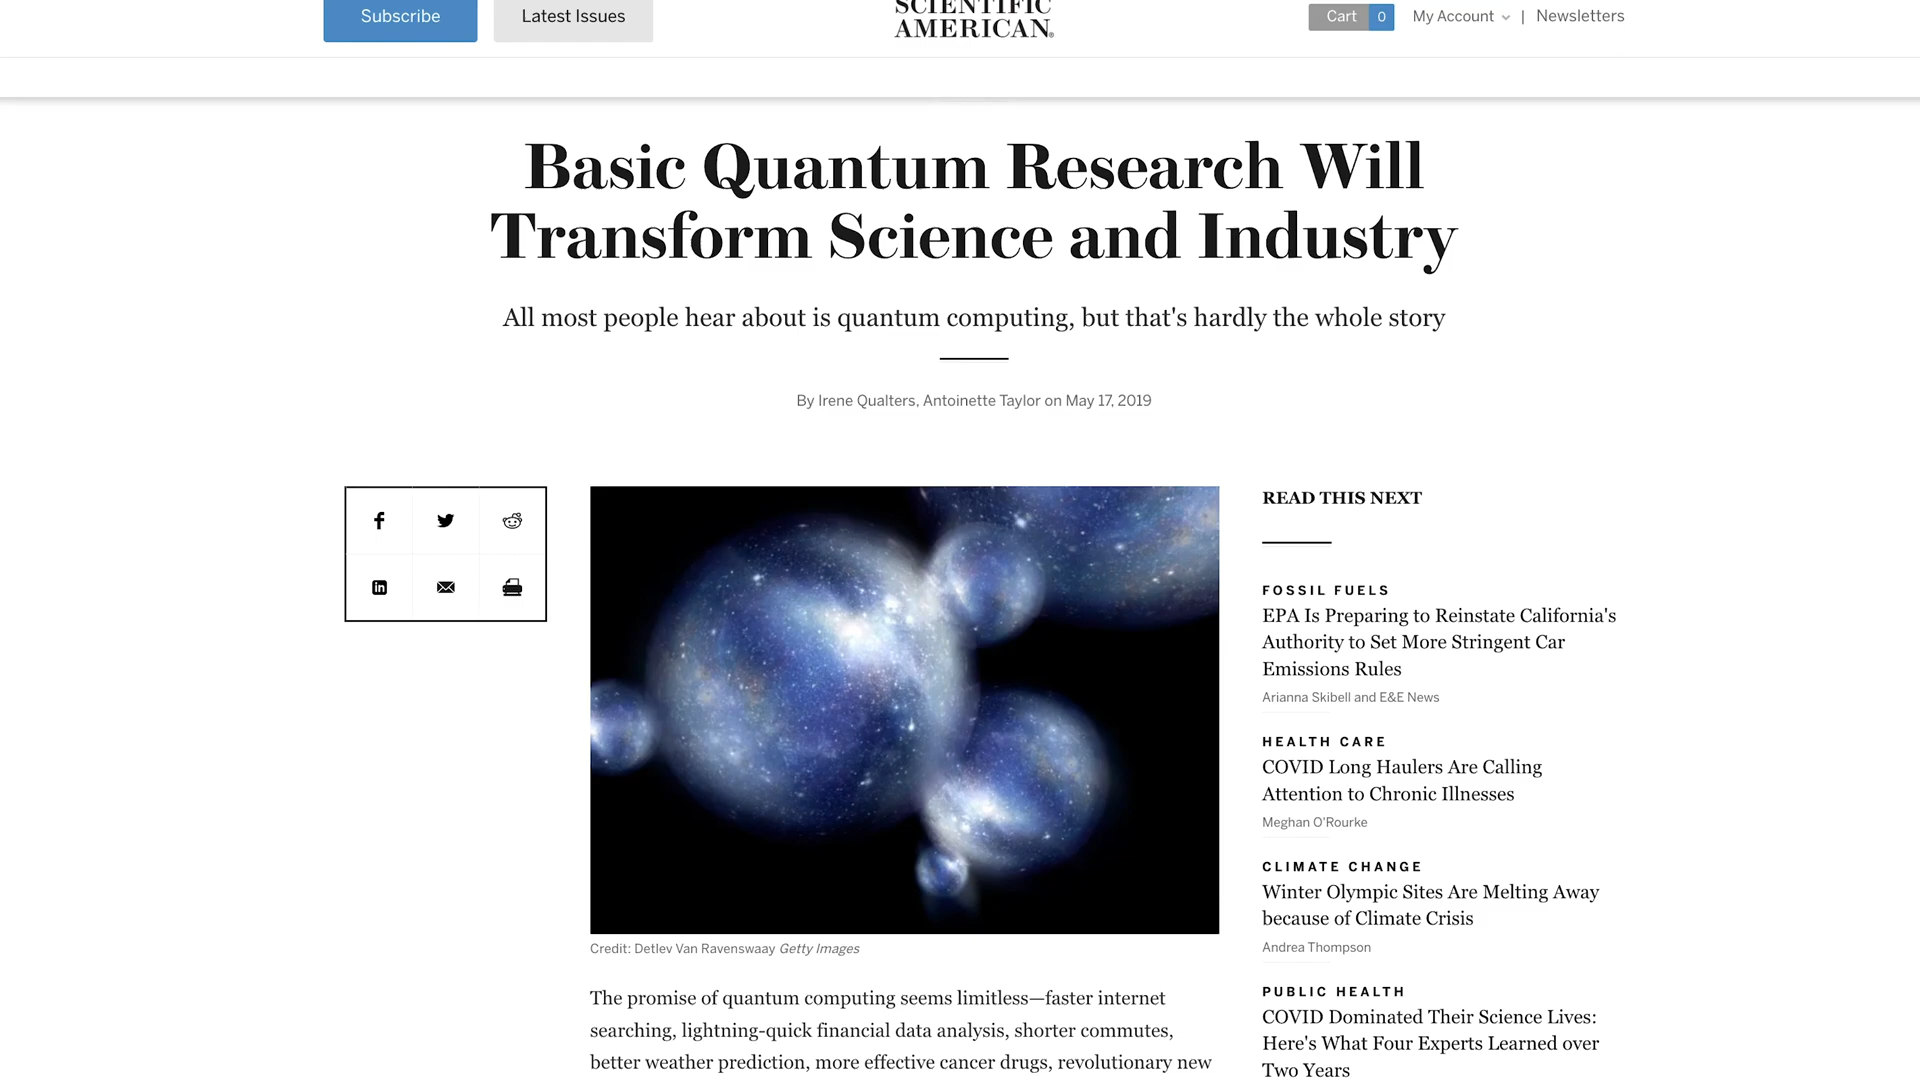 Subscribe
Latest Issues
SCIENTIFIC
AMERICAN®
Cart 0
My Account
|
Newsletters
Basic Quantum Research Will
Transform Science and Industry
All most people hear about is quantum computing, but that's hardly the whole story
By Irene Qualters, Antoinette Taylor on May 17, 2019
Credit: Detlev Van Ravenswaay Getty Images
The promise of quantum computing seems limitless—faster internet
searching, lightning-quick financial data analysis, shorter commutes,
better weather prediction, more effective cancer drugs, revolutionary new
READ THIS NEXT
FOSSIL FUELS
EPA Is Preparing to Reinstate California's
Authority to Set More Stringent Car
Emissions Rules
Arianna Skibell and E&E News
HEALTH CARE
COVID Long Haulers Are Calling
Attention to Chronic Illnesses
Meghan O'Rourke
CLIMATE CHANGE
Winter Olympic Sites Are Melting Away
because of Climate Crisis
Andrea Thompson
PUBLIC HEALTH
COVID Dominated Their Science Lives:
Here's What Four Experts Learned over
Two Years